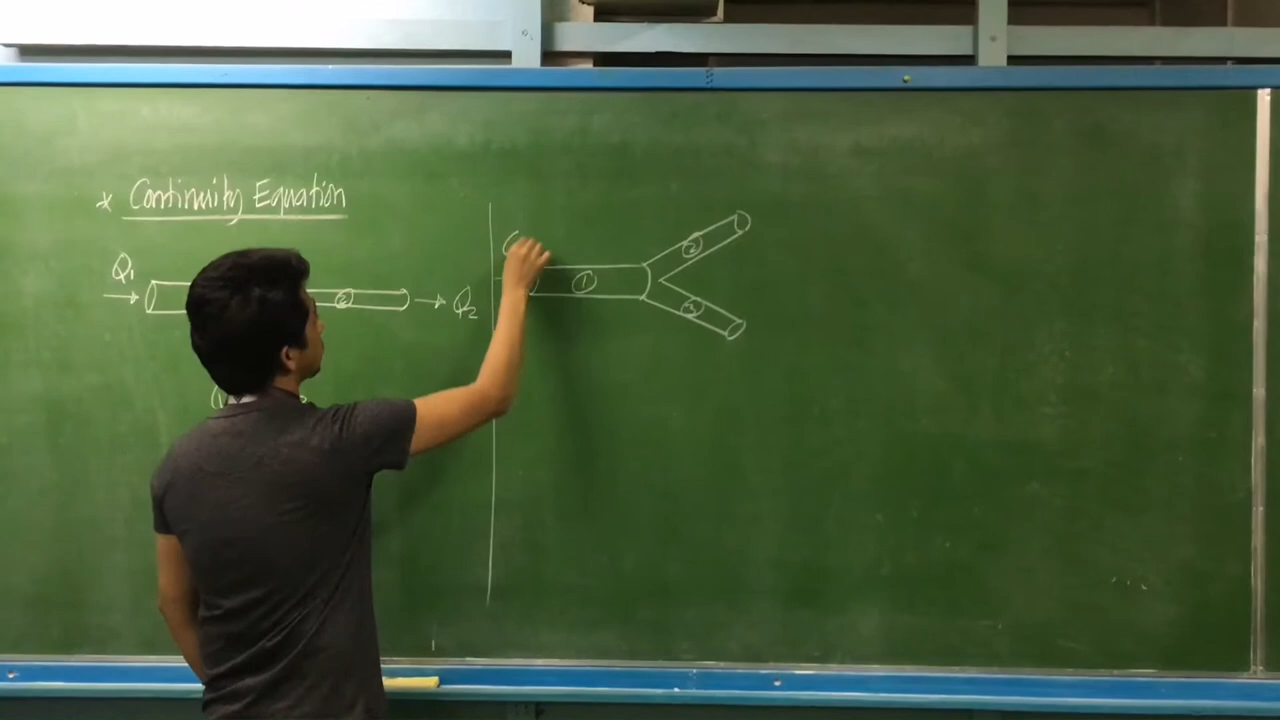 * Continuity Equation
Q₁
② → Q₂
①
②
③